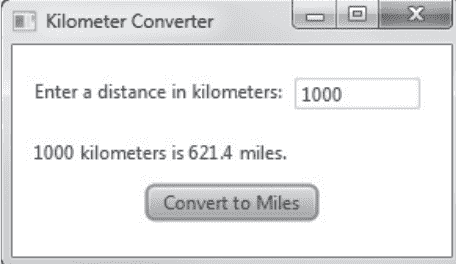 Kilometer Converter
Enter a distance in kilometers: 1000
1000 kilometers is 621.4 miles.
Convert to Miles